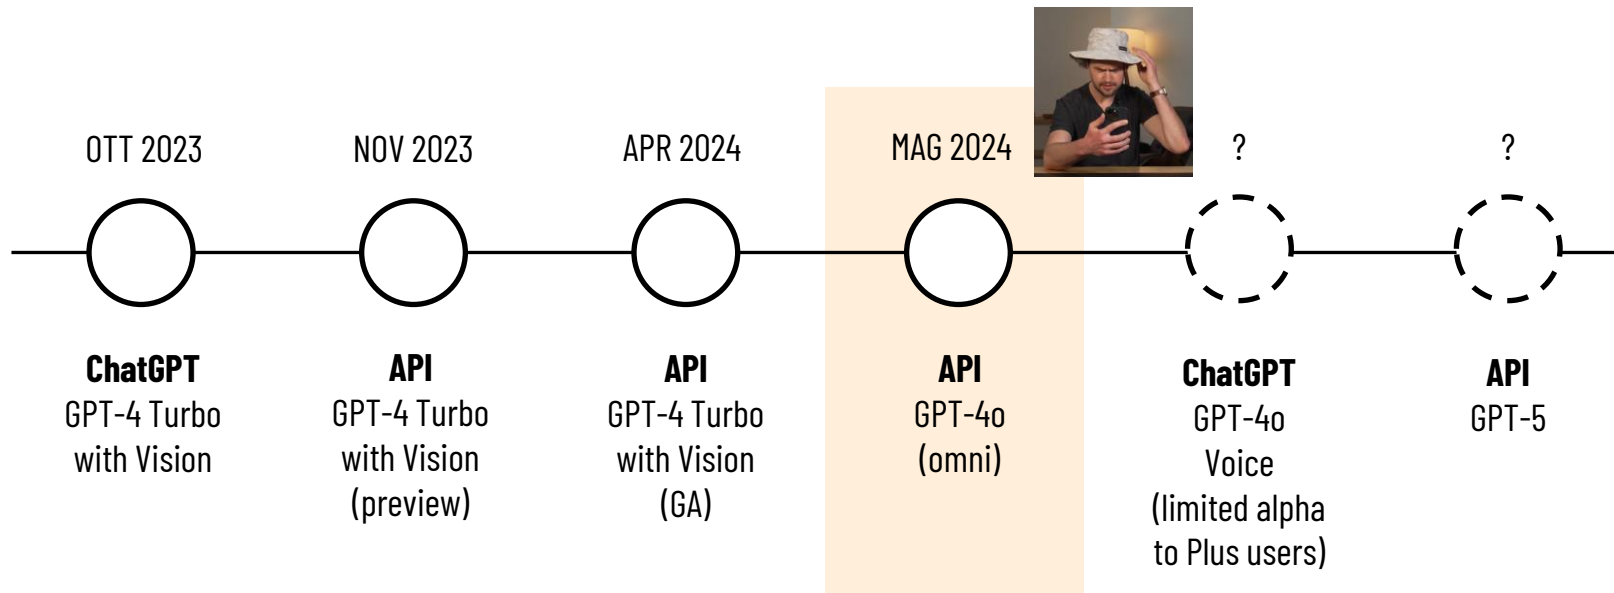 OTT 2023
NOV 2023
APR 2024
MAG 2024
?
?
ChatGPT
GPT-4 Turbo
with Vision
API
GPT-4 Turbo
with Vision
(preview)
API
GPT-4 Turbo
with Vision
(GA)
API
GPT-4o
(omni)
ChatGPT
GPT-4o
Voice
(limited alpha
to Plus users)
API
GPT-5